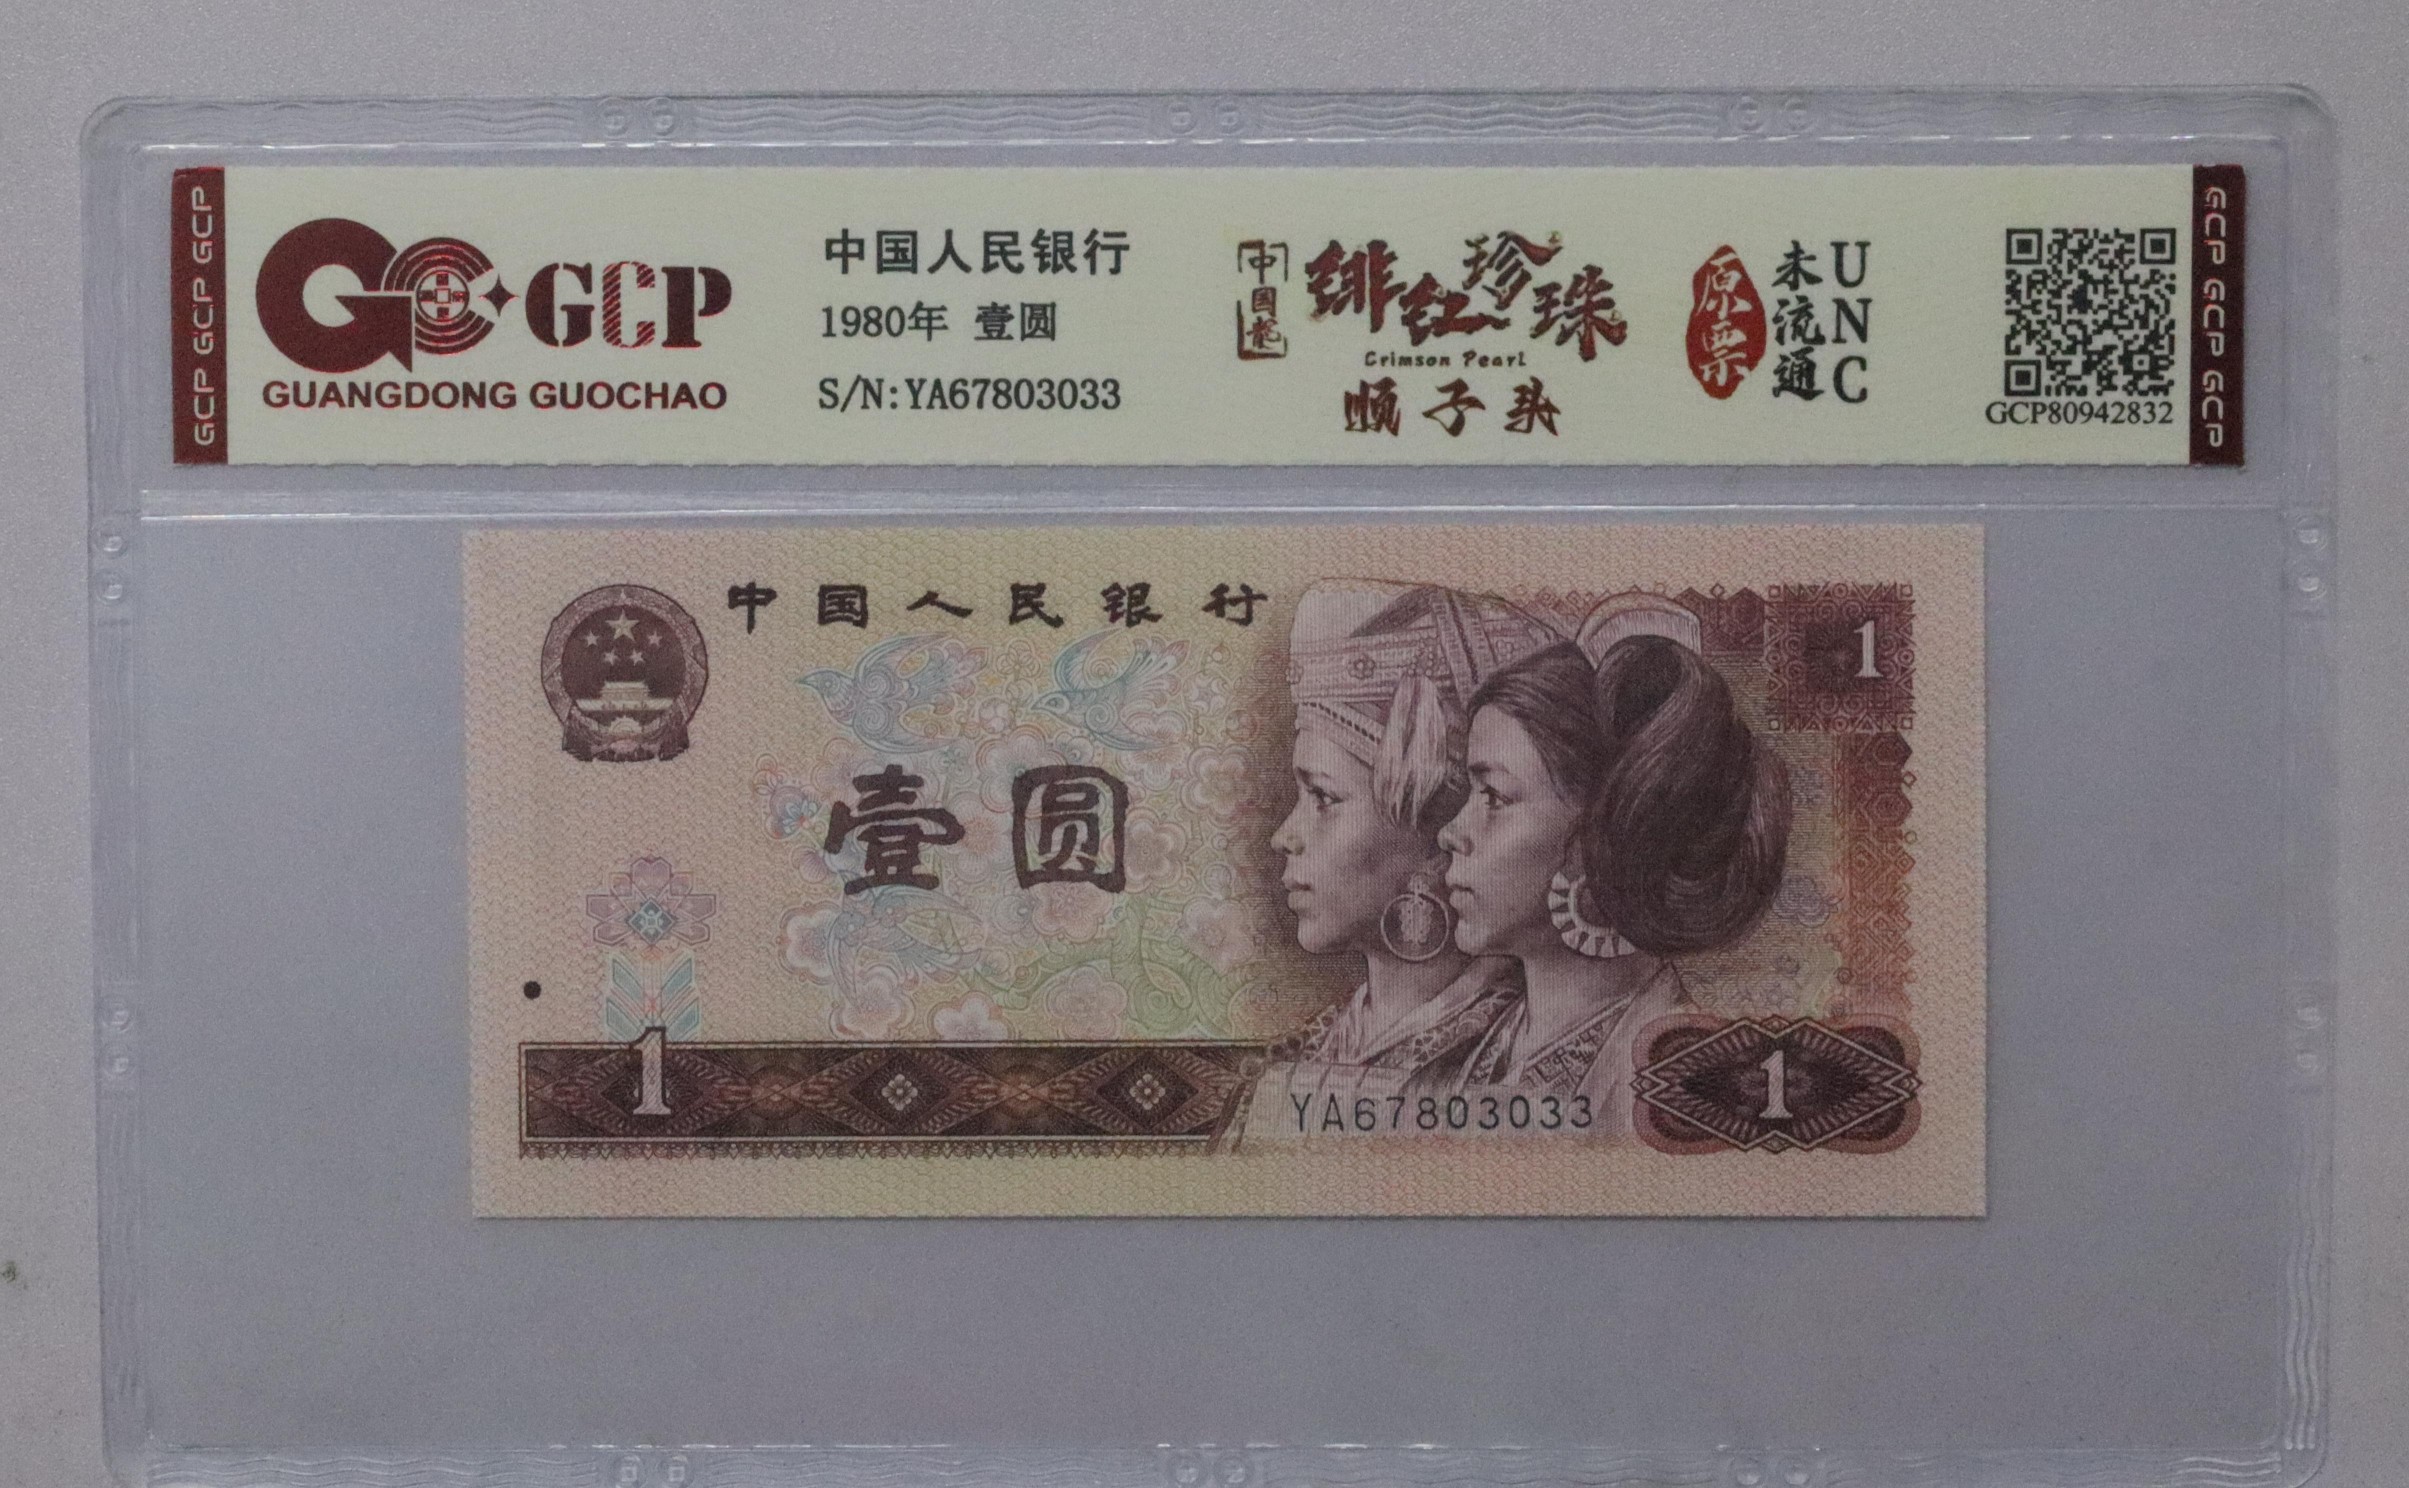 GCP GCP GCP
GCP
GUANGDONG GUOCHAO
中国人民银行
1980年 壹圆
S/N:YA67803033
中国龙
绯红珍珠
Crimson Pearl
顺子头
原票
未流通
UNC
GCP80942832
GCP GCP GCP
中国人民银行
1
壹圆
1
YA67803033
1